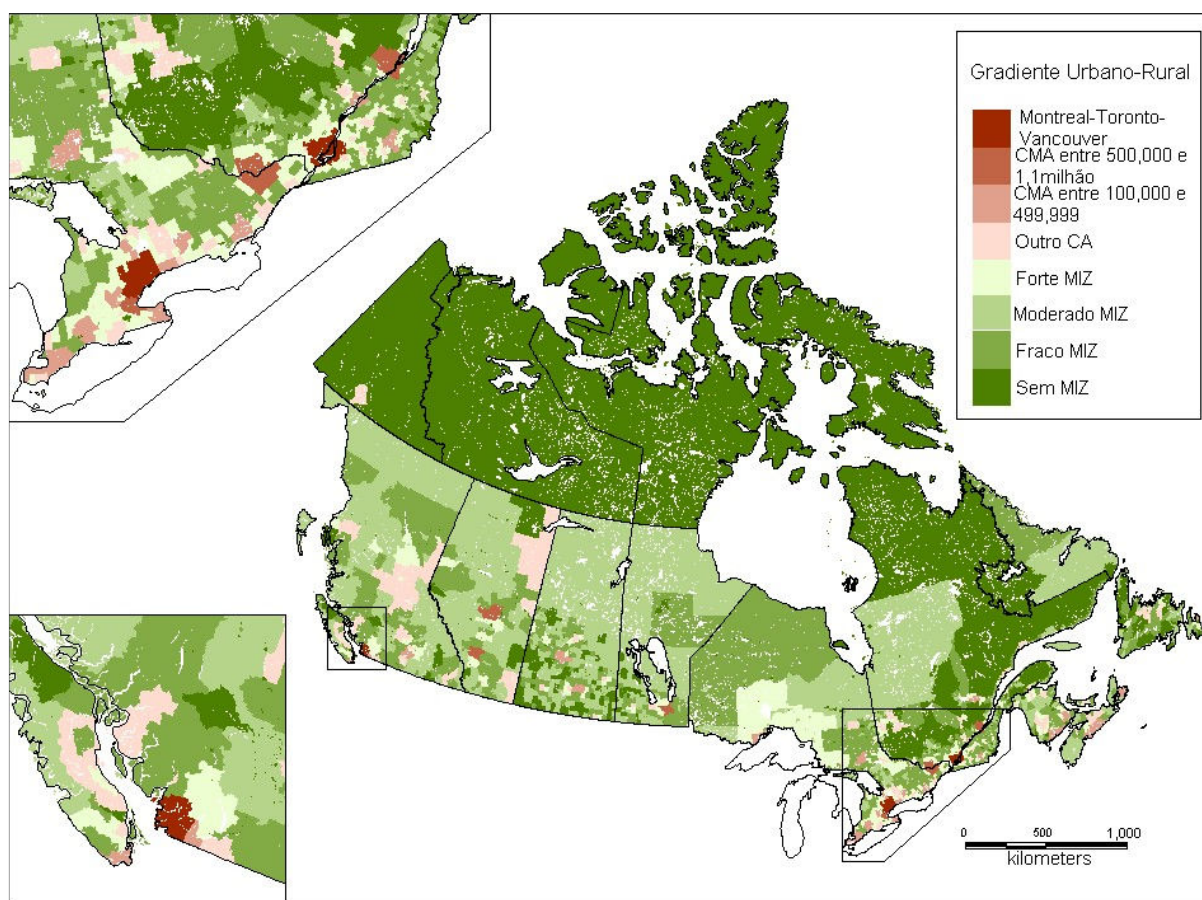 Gradiente Urbano-Rural
Montreal-Toronto-
Vancouver
CMA entre 500,000 e
1,1milhão
CMA entre 100,000 e
499,999
Outro CA
Forte MIZ
Moderado MIZ
Fraco MIZ
Sem MIZ
0 500 1,000
kilometers